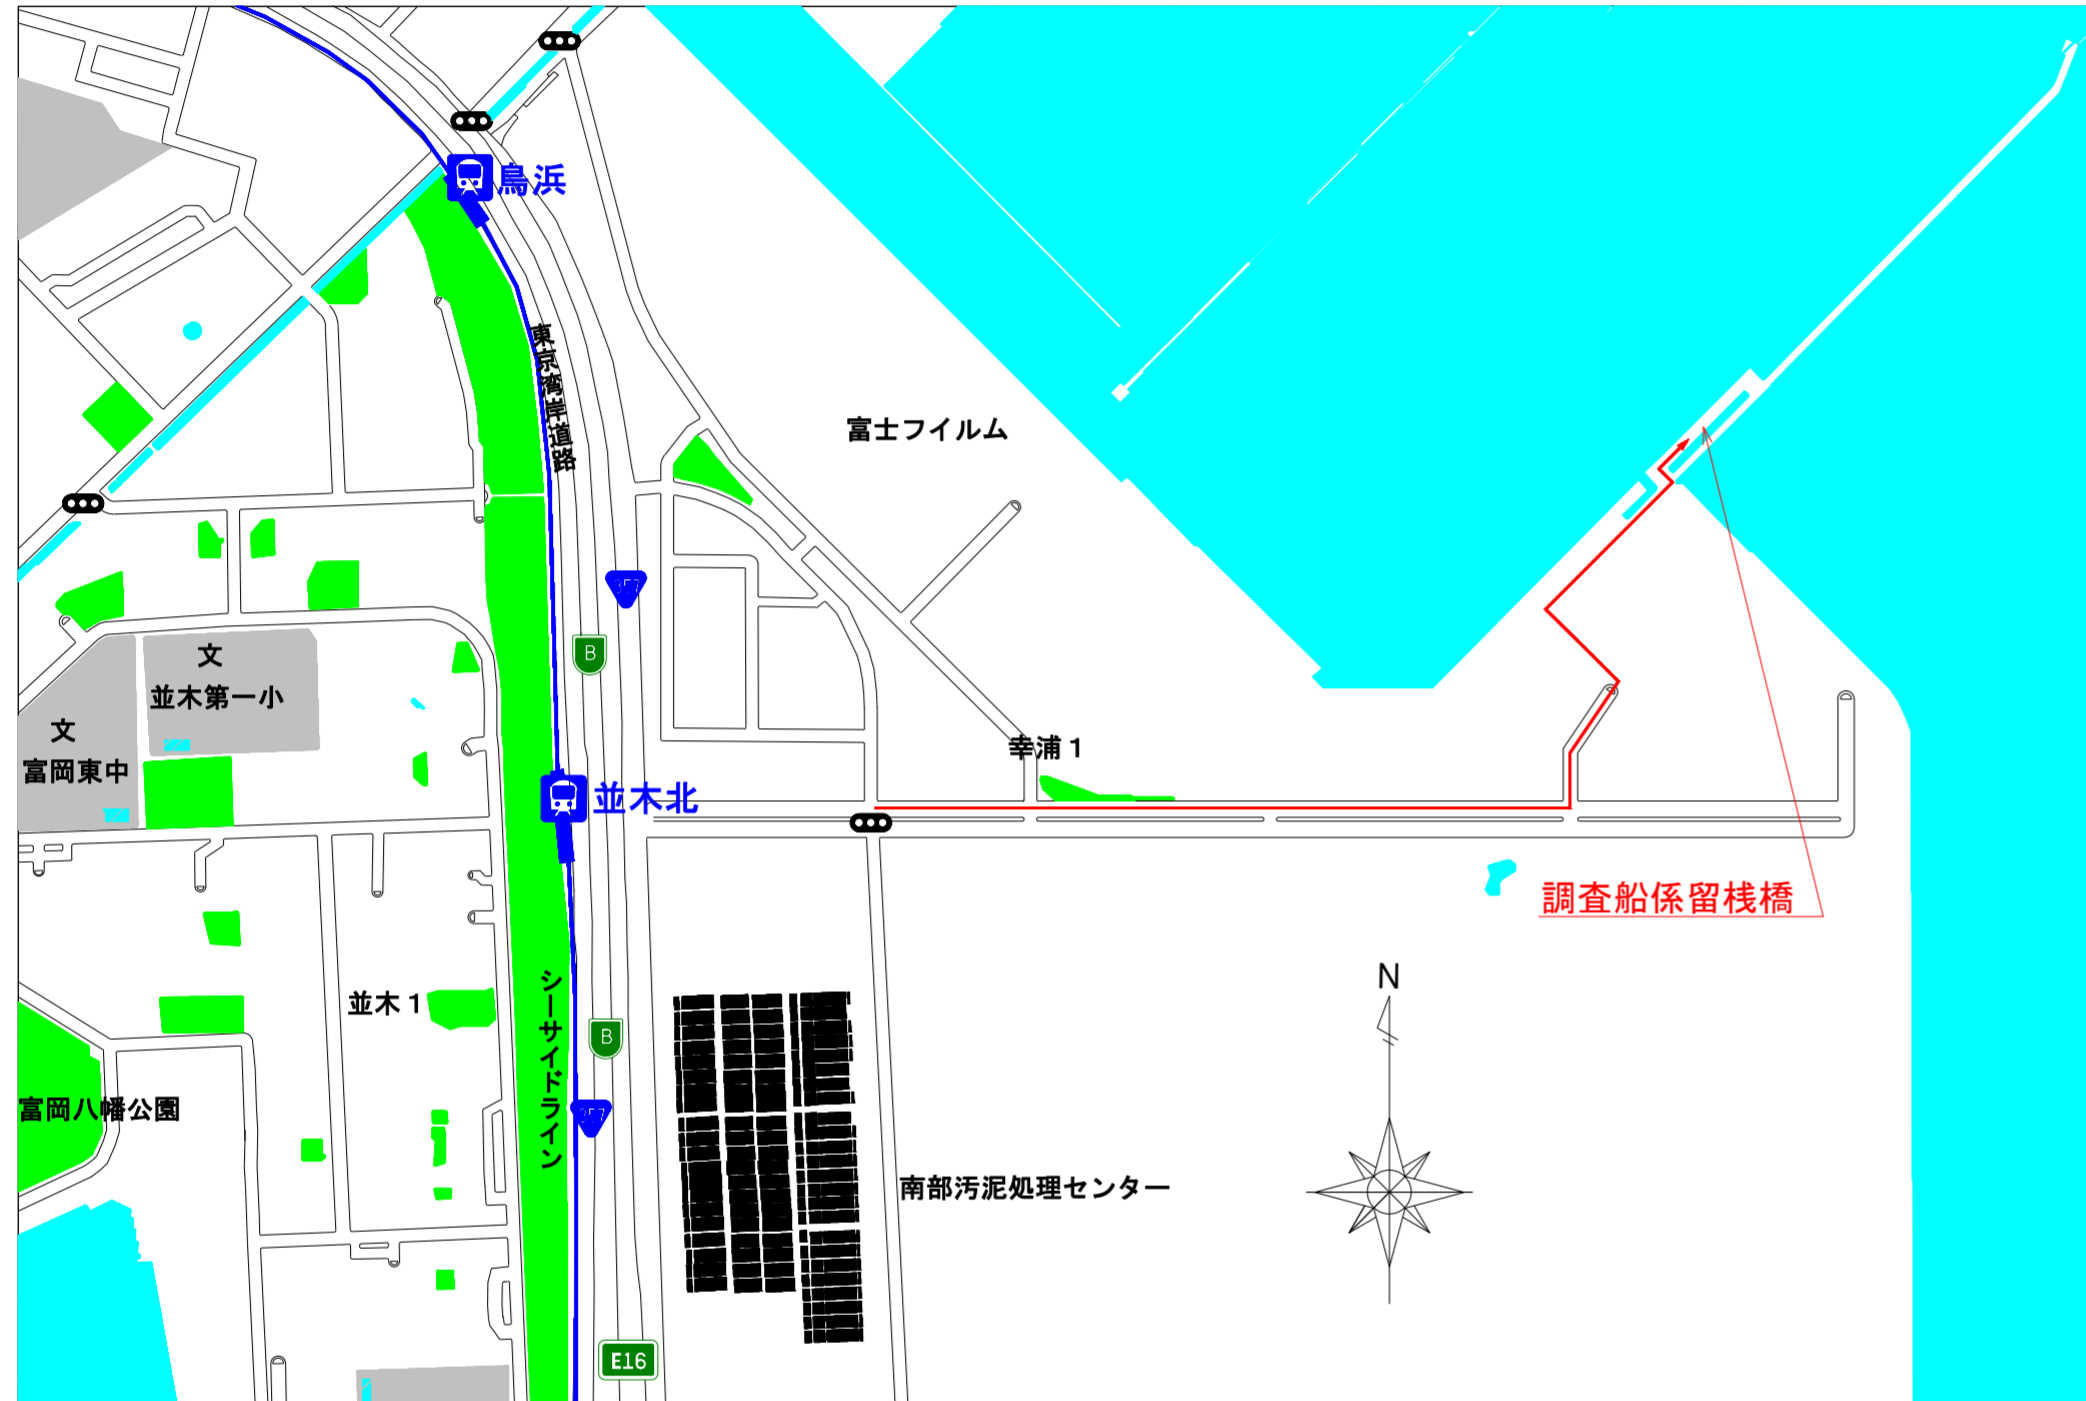 鳥浜
東京湾岸道路
富士フイルム
B
文
並木第一小
文
富岡東中
幸浦1
並木北
調査船係留桟橋
N
並木1
シーサイドライン
B
富岡八幡公園
南部汚泥処理センター
E16